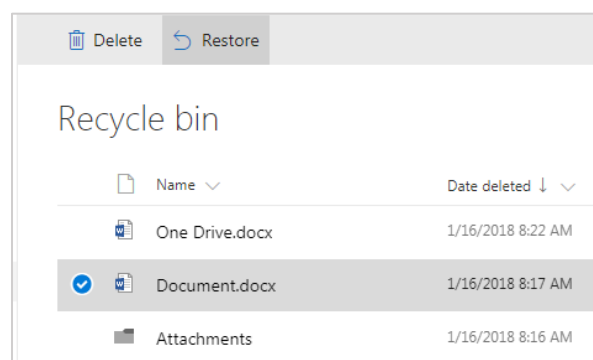 Delete Restore
Recycle bin
Name Date deleted
One Drive.docx 1/16/2018 8:22 AM
Document.docx 1/16/2018 8:17 AM
Attachments 1/16/2018 8:16 AM